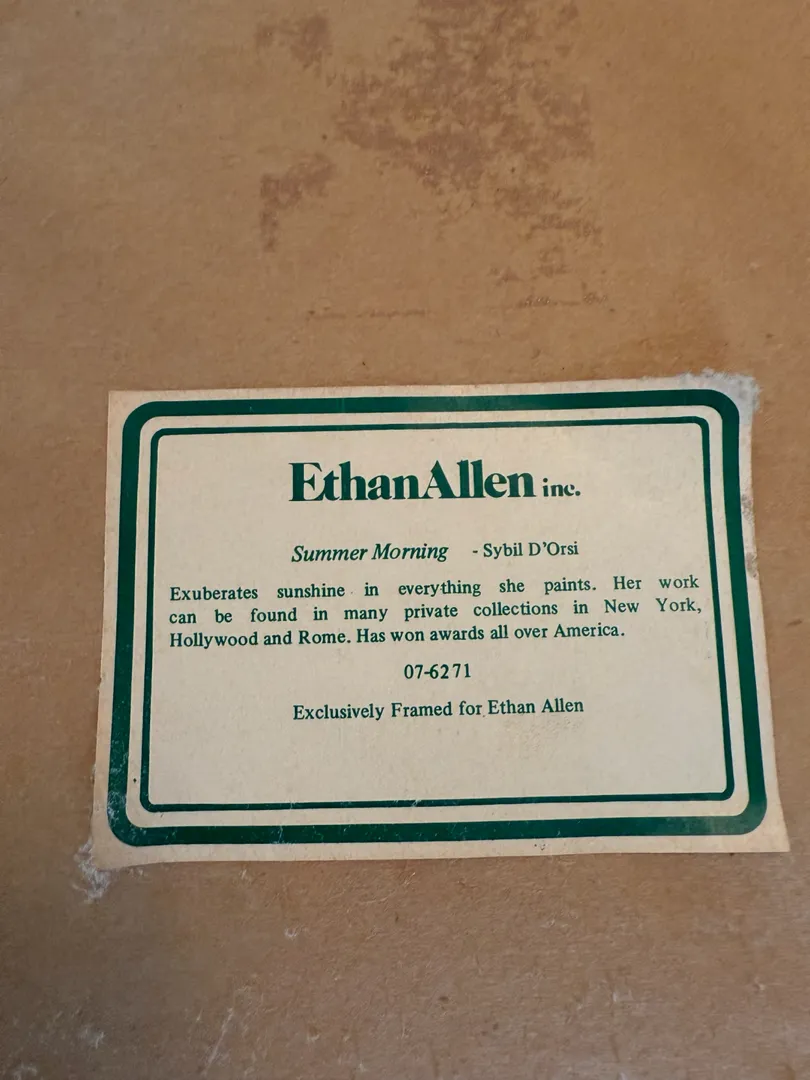 EthanAllen inc.
Summer Morning - Sybil D'Orsi
Exuberates sunshine in everything she paints. Her work
can be found in many private collections in New York,
Hollywood and Rome. Has won awards all over America.
07-6271
Exclusively Framed for Ethan Allen